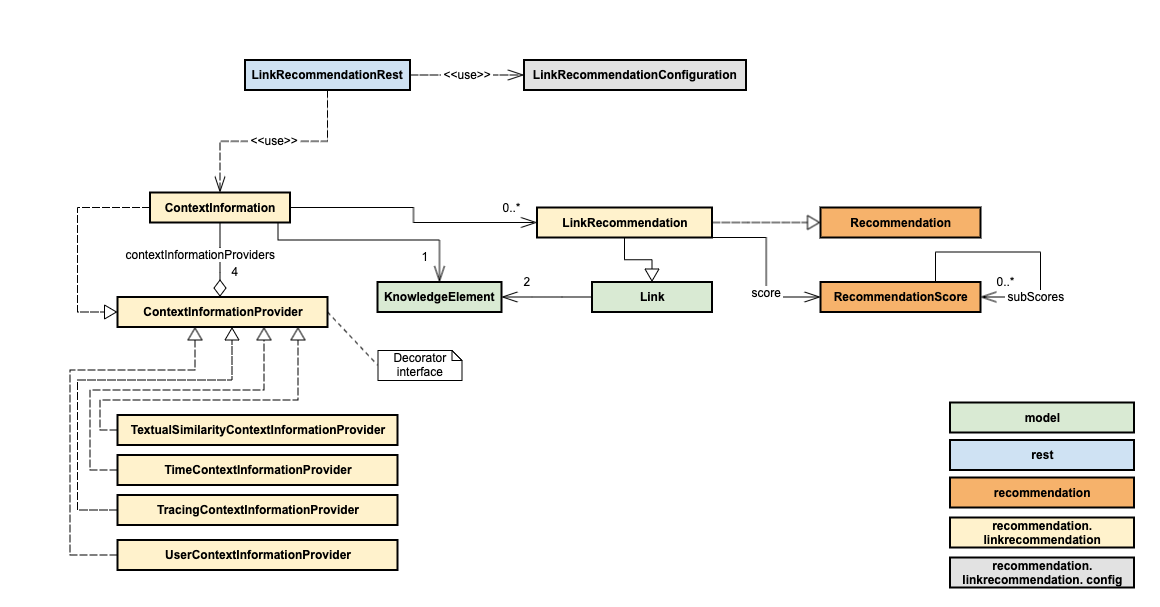 LinkRecommendationRest
<<use>>
LinkRecommendationConfiguration
<<use>>
ContextInformation
0..*
LinkRecommendation
Recommendation
contextInformationProviders
4
1
KnowledgeElement
2
Link
score
RecommendationScore
0..*
subScores
ContextInformationProvider
Decorator
interface
TextualSimilarityContextInformationProvider
TimeContextInformationProvider
TracingContextInformationProvider
UserContextInformationProvider
model
rest
recommendation
recommendation.
linkrecommendation
recommendation.
linkrecommendation. config